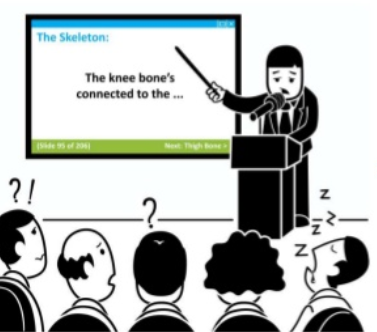 The Skeleton:
The knee bone's
connected to the ...
(Slide 95 of 206) Next: Thigh Bone >
?!
?
z
z
z
z